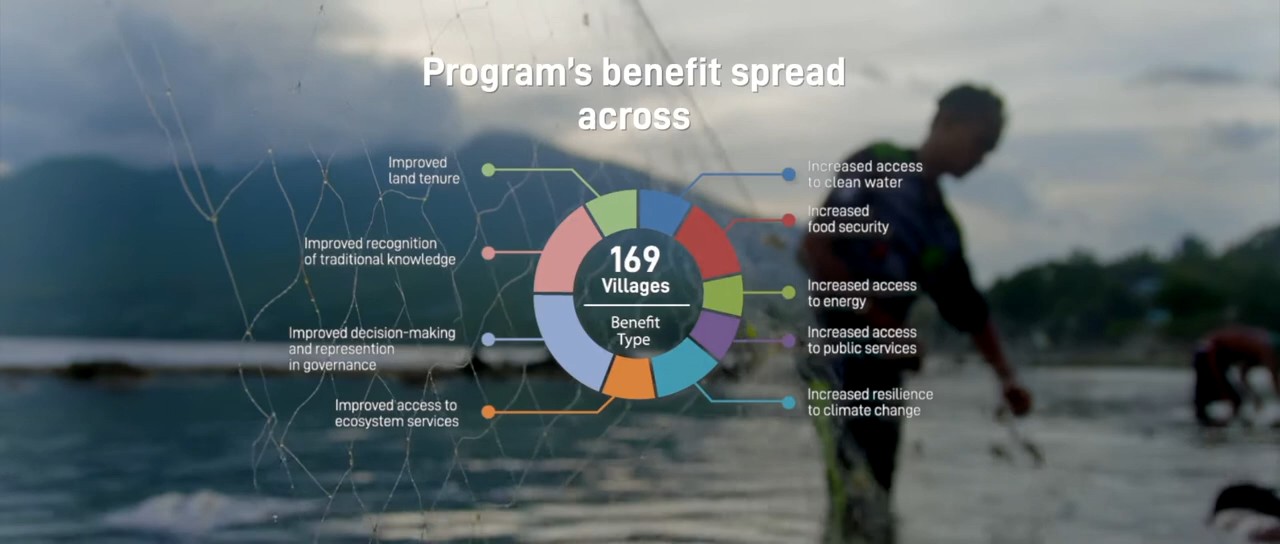 Program's benefit spread
across
Improved
land tenure
Increased access
to clean water
Increased
food security
Improved recognition
of traditional knowledge
169
Villages
Benefit
Type
Increased access
to energy
Improved decision-making
and represention
in governance
Increased access
to public services
Improved access to
ecosystem services
Increased resilience
to climate change